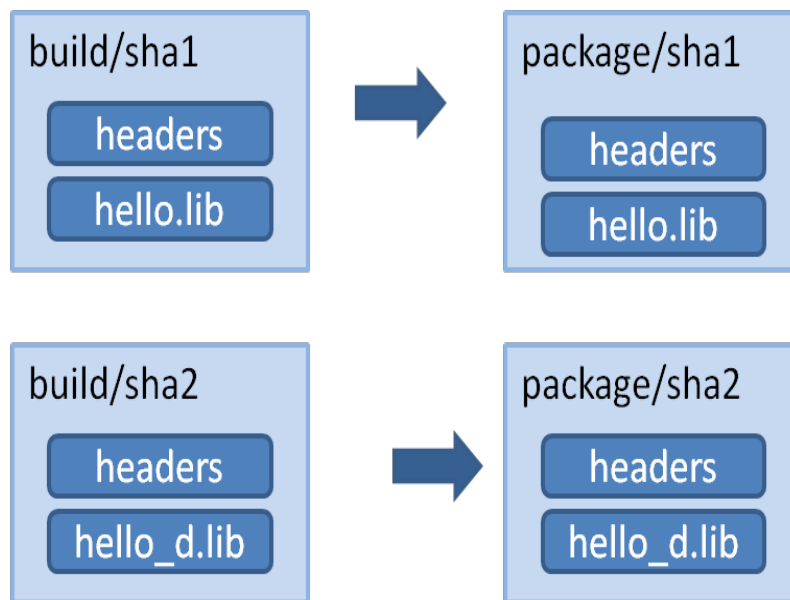 build/sha1
headers
hello.lib
package/sha1
headers
hello.lib
build/sha2
headers
hello_d.lib
package/sha2
headers
hello_d.lib